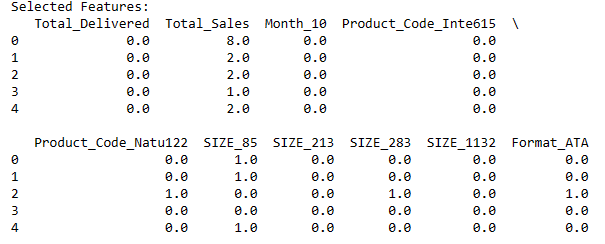 Selected Features:
Total_Delivered Total_Sales Month_10 Product_Code_Inte615 \
0 0.0 8.0 0.0 0.0
1 0.0 2.0 0.0 0.0
2 0.0 2.0 0.0 0.0
3 0.0 1.0 0.0 0.0
4 0.0 2.0 0.0 0.0
Product_Code_Natu122 SIZE_85 SIZE_213 SIZE_283 SIZE_1132 Format_ATA
0 0.0 1.0 0.0 0.0 0.0 0.0
1 0.0 1.0 0.0 0.0 0.0 0.0
2 1.0 0.0 0.0 1.0 0.0 1.0
3 0.0 0.0 0.0 0.0 0.0 0.0
4 0.0 1.0 0.0 0.0 0.0 0.0